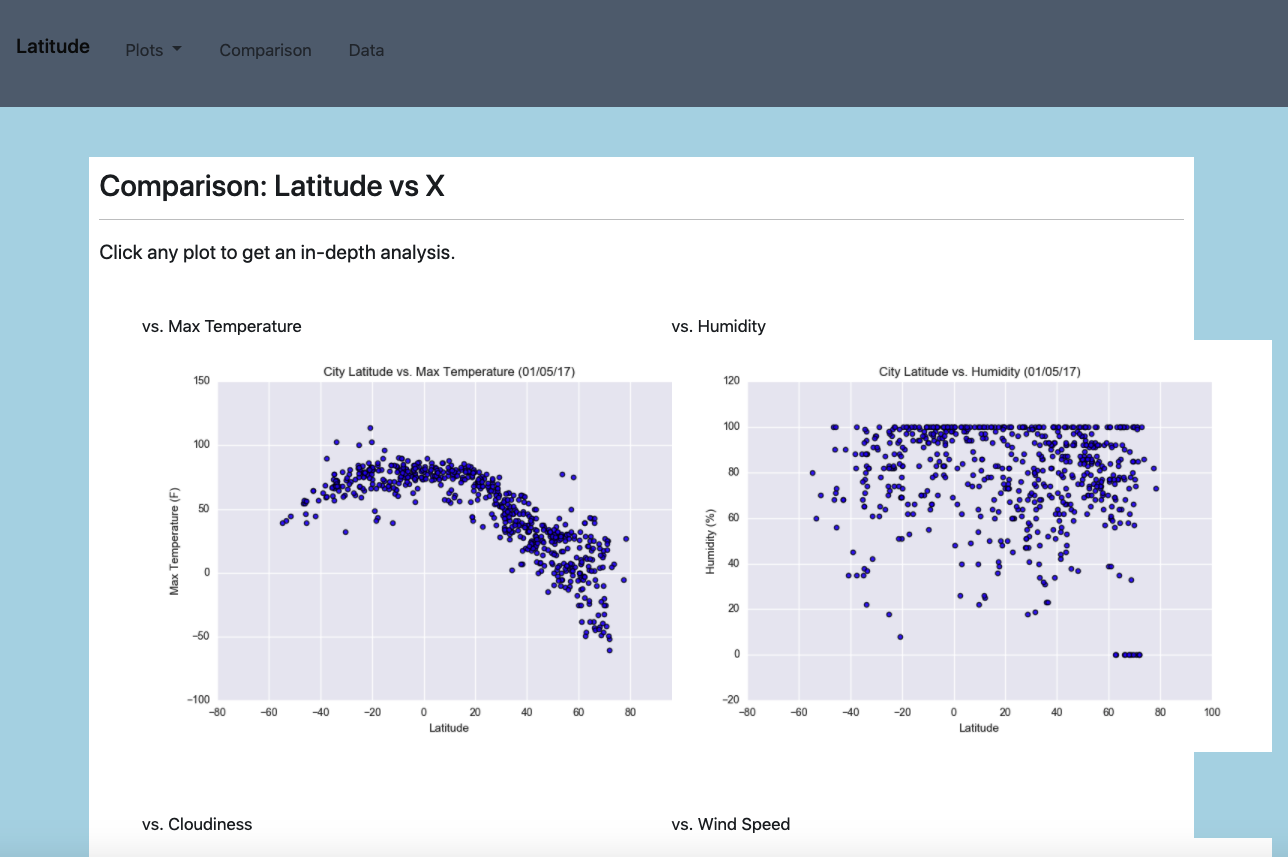 Latitude Plots Comparison Data
Comparison: Latitude vs X
Click any plot to get an in-depth analysis.
vs. Max Temperature
City Latitude vs. Max Temperature (01/05/17)
Max Temperature (F)
150
100
50
0
−50
−100
−80 −60 −40 −20 0 20 40 60 80
Latitude
vs. Humidity
City Latitude vs. Humidity (01/05/17)
Humidity (%)
120
100
80
60
40
20
0
−20
−80 −60 −40 −20 0 20 40 60 80 100
Latitude
vs. Cloudiness
vs. Wind Speed